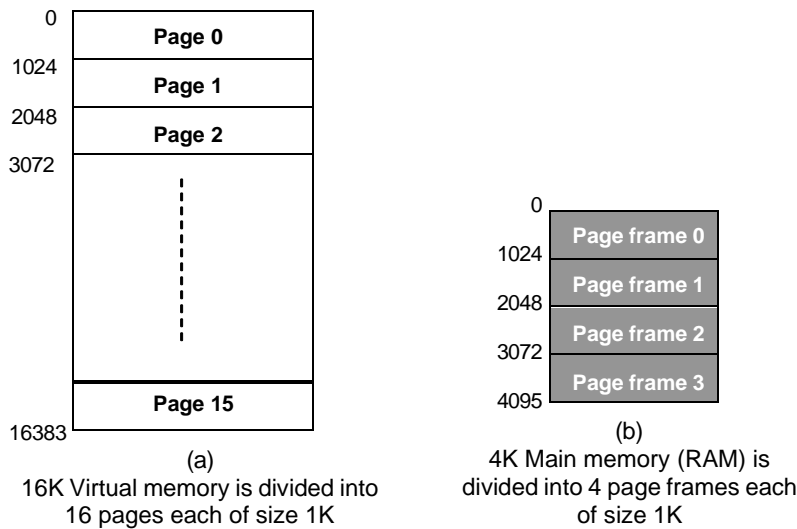 0
Page 0
1024
Page 1
2048
Page 2
3072
Page 15
16383
(a)
16K Virtual memory is divided into
16 pages each of size 1K
0
Page frame 0
1024
Page frame 1
2048
Page frame 2
3072
Page frame 3
4095
(b)
4K Main memory (RAM) is
divided into 4 page frames each
of size 1K